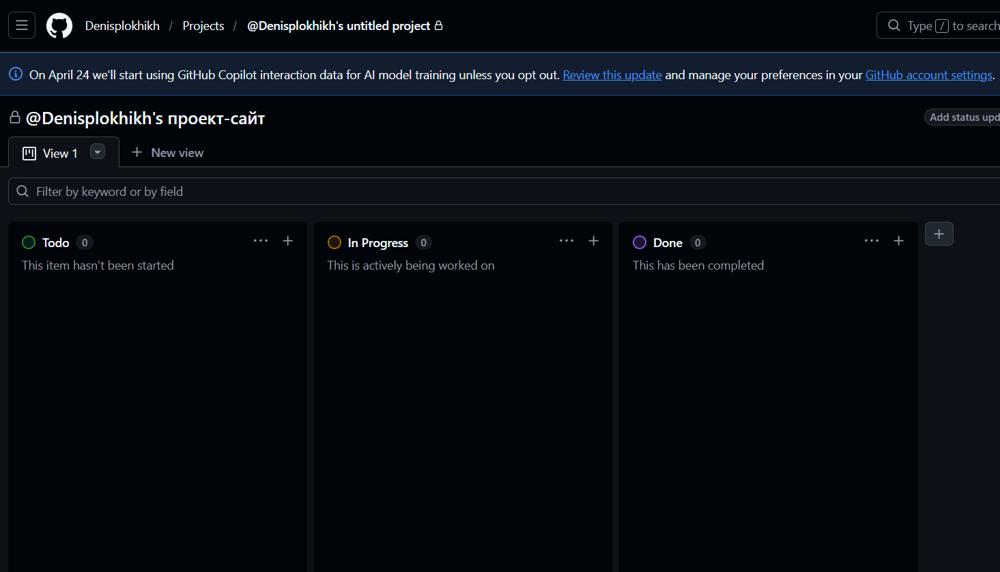 Denisplokhikh / Projects / @Denisplokhikh's untitled project
Type / to search
On April 24 we'll start using GitHub Copilot interaction data for AI model training unless you opt out. Review this update and manage your preferences in your GitHub account settings.
@Denisplokhikh's проект-сайт
Add status upd
View 1
New view
Filter by keyword or by field
Todo 0
This item hasn't been started
In Progress 0
This is actively being worked on
Done 0
This has been completed